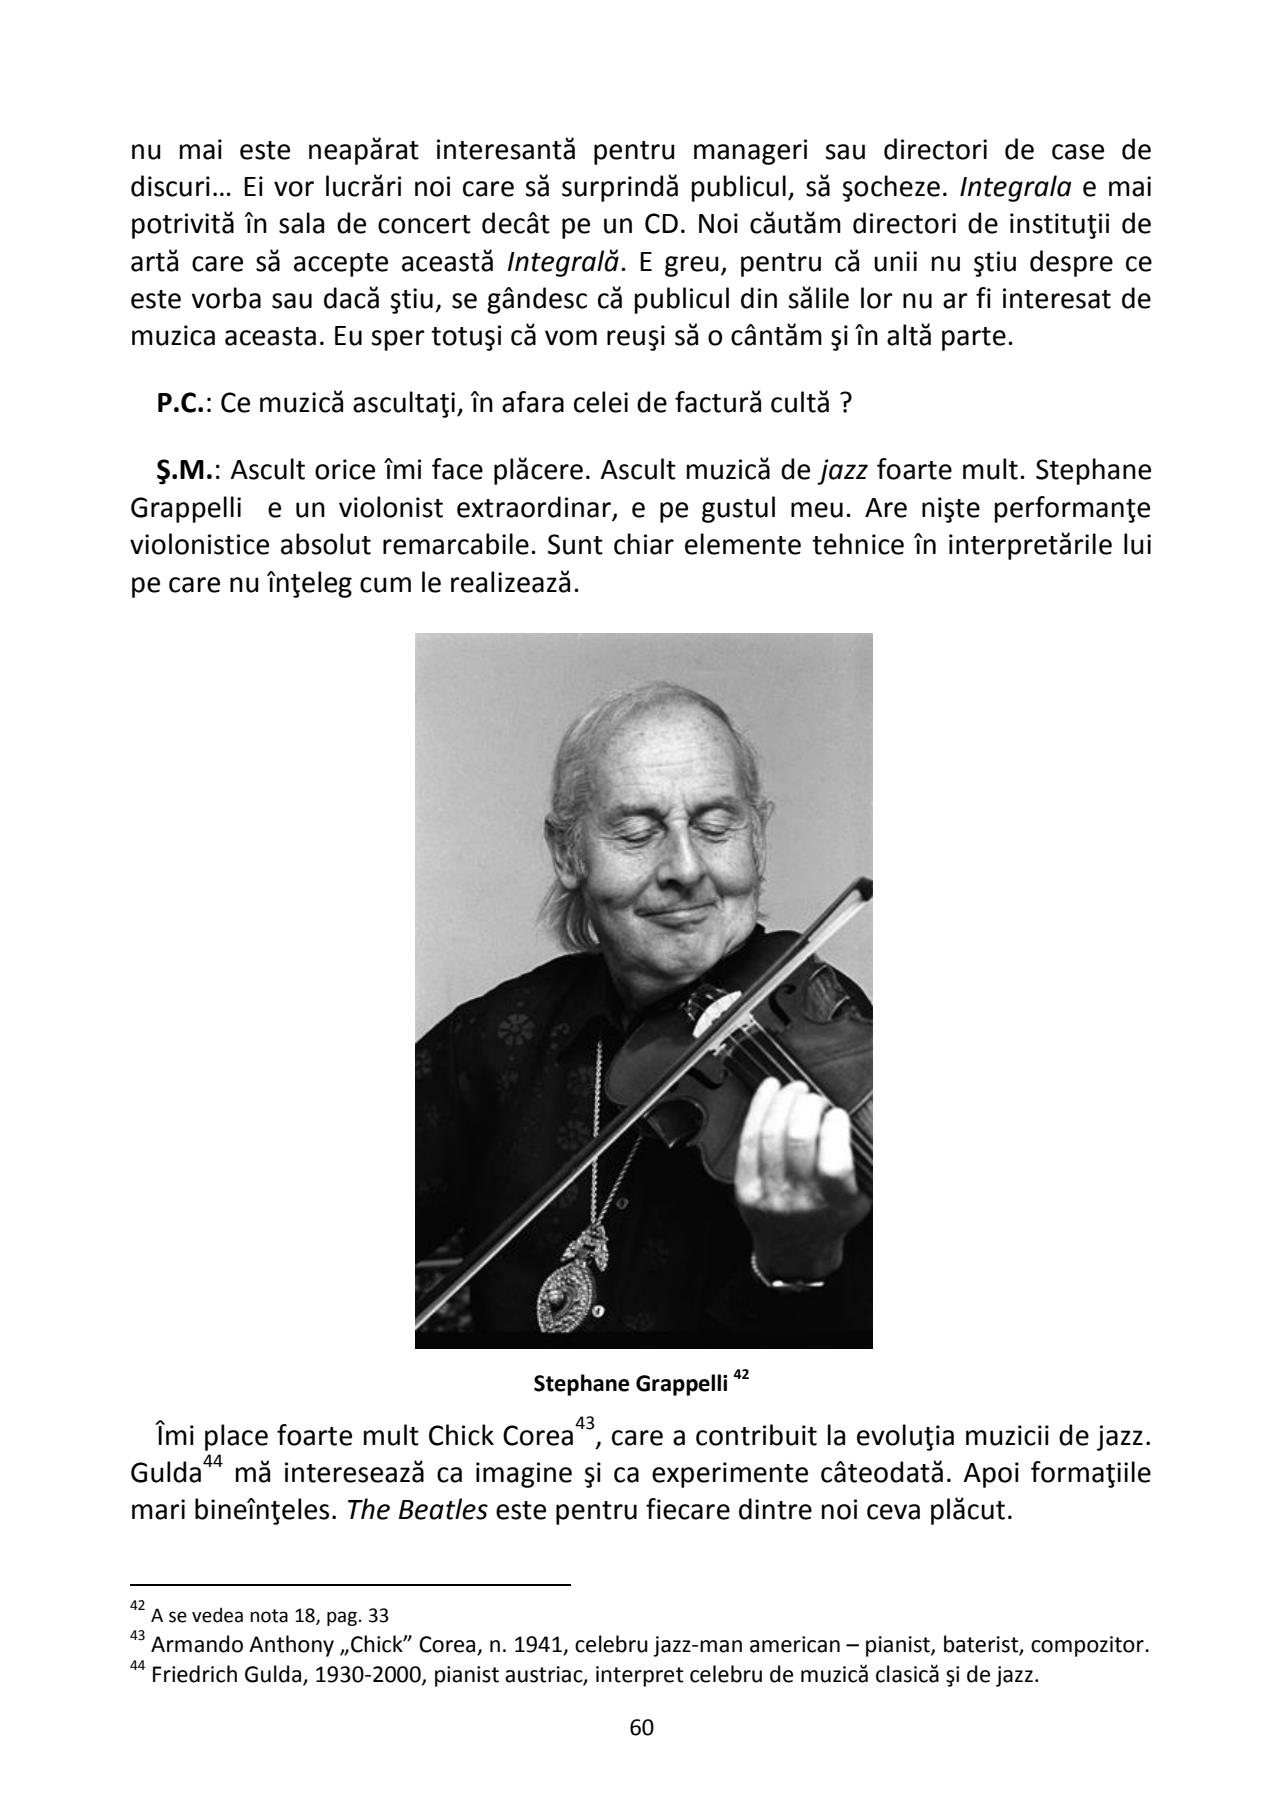 nu mai este neapărat interesantă pentru manageri sau directori de case de
discuri… Ei vor lucrări noi care să surprindă publicul, să şocheze. Integrala e mai
potrivită în sala de concert decât pe un CD. Noi căutăm directori de instituţii de
artă care să accepte această Integrală. E greu, pentru că unii nu ştiu despre ce
este vorba sau dacă ştiu, se gândesc că publicul din sălile lor nu ar fi interesat de
muzica aceasta. Eu sper totuşi că vom reuşi să o cântăm şi în altă parte.
P.C.: Ce muzică ascultaţi, în afara celei de factură cultă ?
Ş.M.: Ascult orice îmi face plăcere. Ascult muzică de jazz foarte mult. Stephane
Grappelli e un violonist extraordinar, e pe gustul meu. Are nişte performanţe
violonistice absolut remarcabile. Sunt chiar elemente tehnice în interpretările lui
pe care nu înţeleg cum le realizează.
Stephane Grappelli 42
Îmi place foarte mult Chick Corea43, care a contribuit la evoluţia muzicii de jazz.
Gulda44 mă interesează ca imagine şi ca experimente câteodată. Apoi formaţiile
mari bineînţeles. The Beatles este pentru fiecare dintre noi ceva plăcut.
42 A se vedea nota 18, pag. 33
43 Armando Anthony „Chick” Corea, n. 1941, celebru jazz-man american – pianist, baterist, compozitor.
44 Friedrich Gulda, 1930-2000, pianist austriac, interpret celebru de muzică clasică şi de jazz.
60